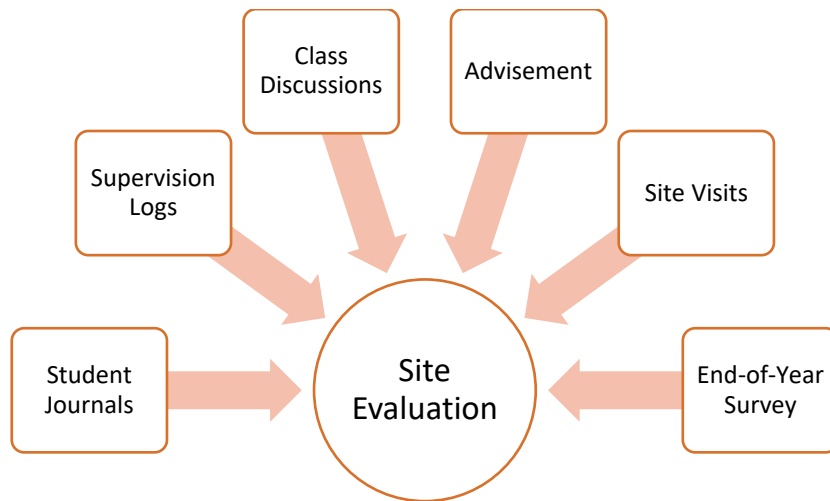 Class
Discussions
Advisement
Supervision
Logs
Site Visits
Student
Journals
Site
Evaluation
End-of-Year
Survey